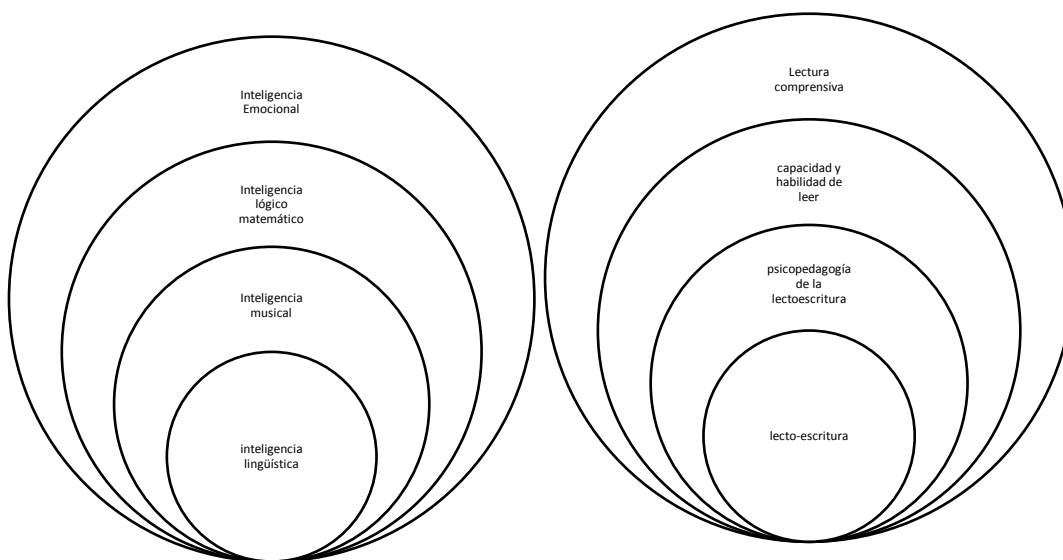 Inteligencia
Emocional
Inteligencia
lógico
matemático
Inteligencia
musical
inteligencia
lingüística
Lectura
comprensiva
capacidad y
habilidad de
leer
psicopedagogía
de la
lectoescritura
lecto-escritura